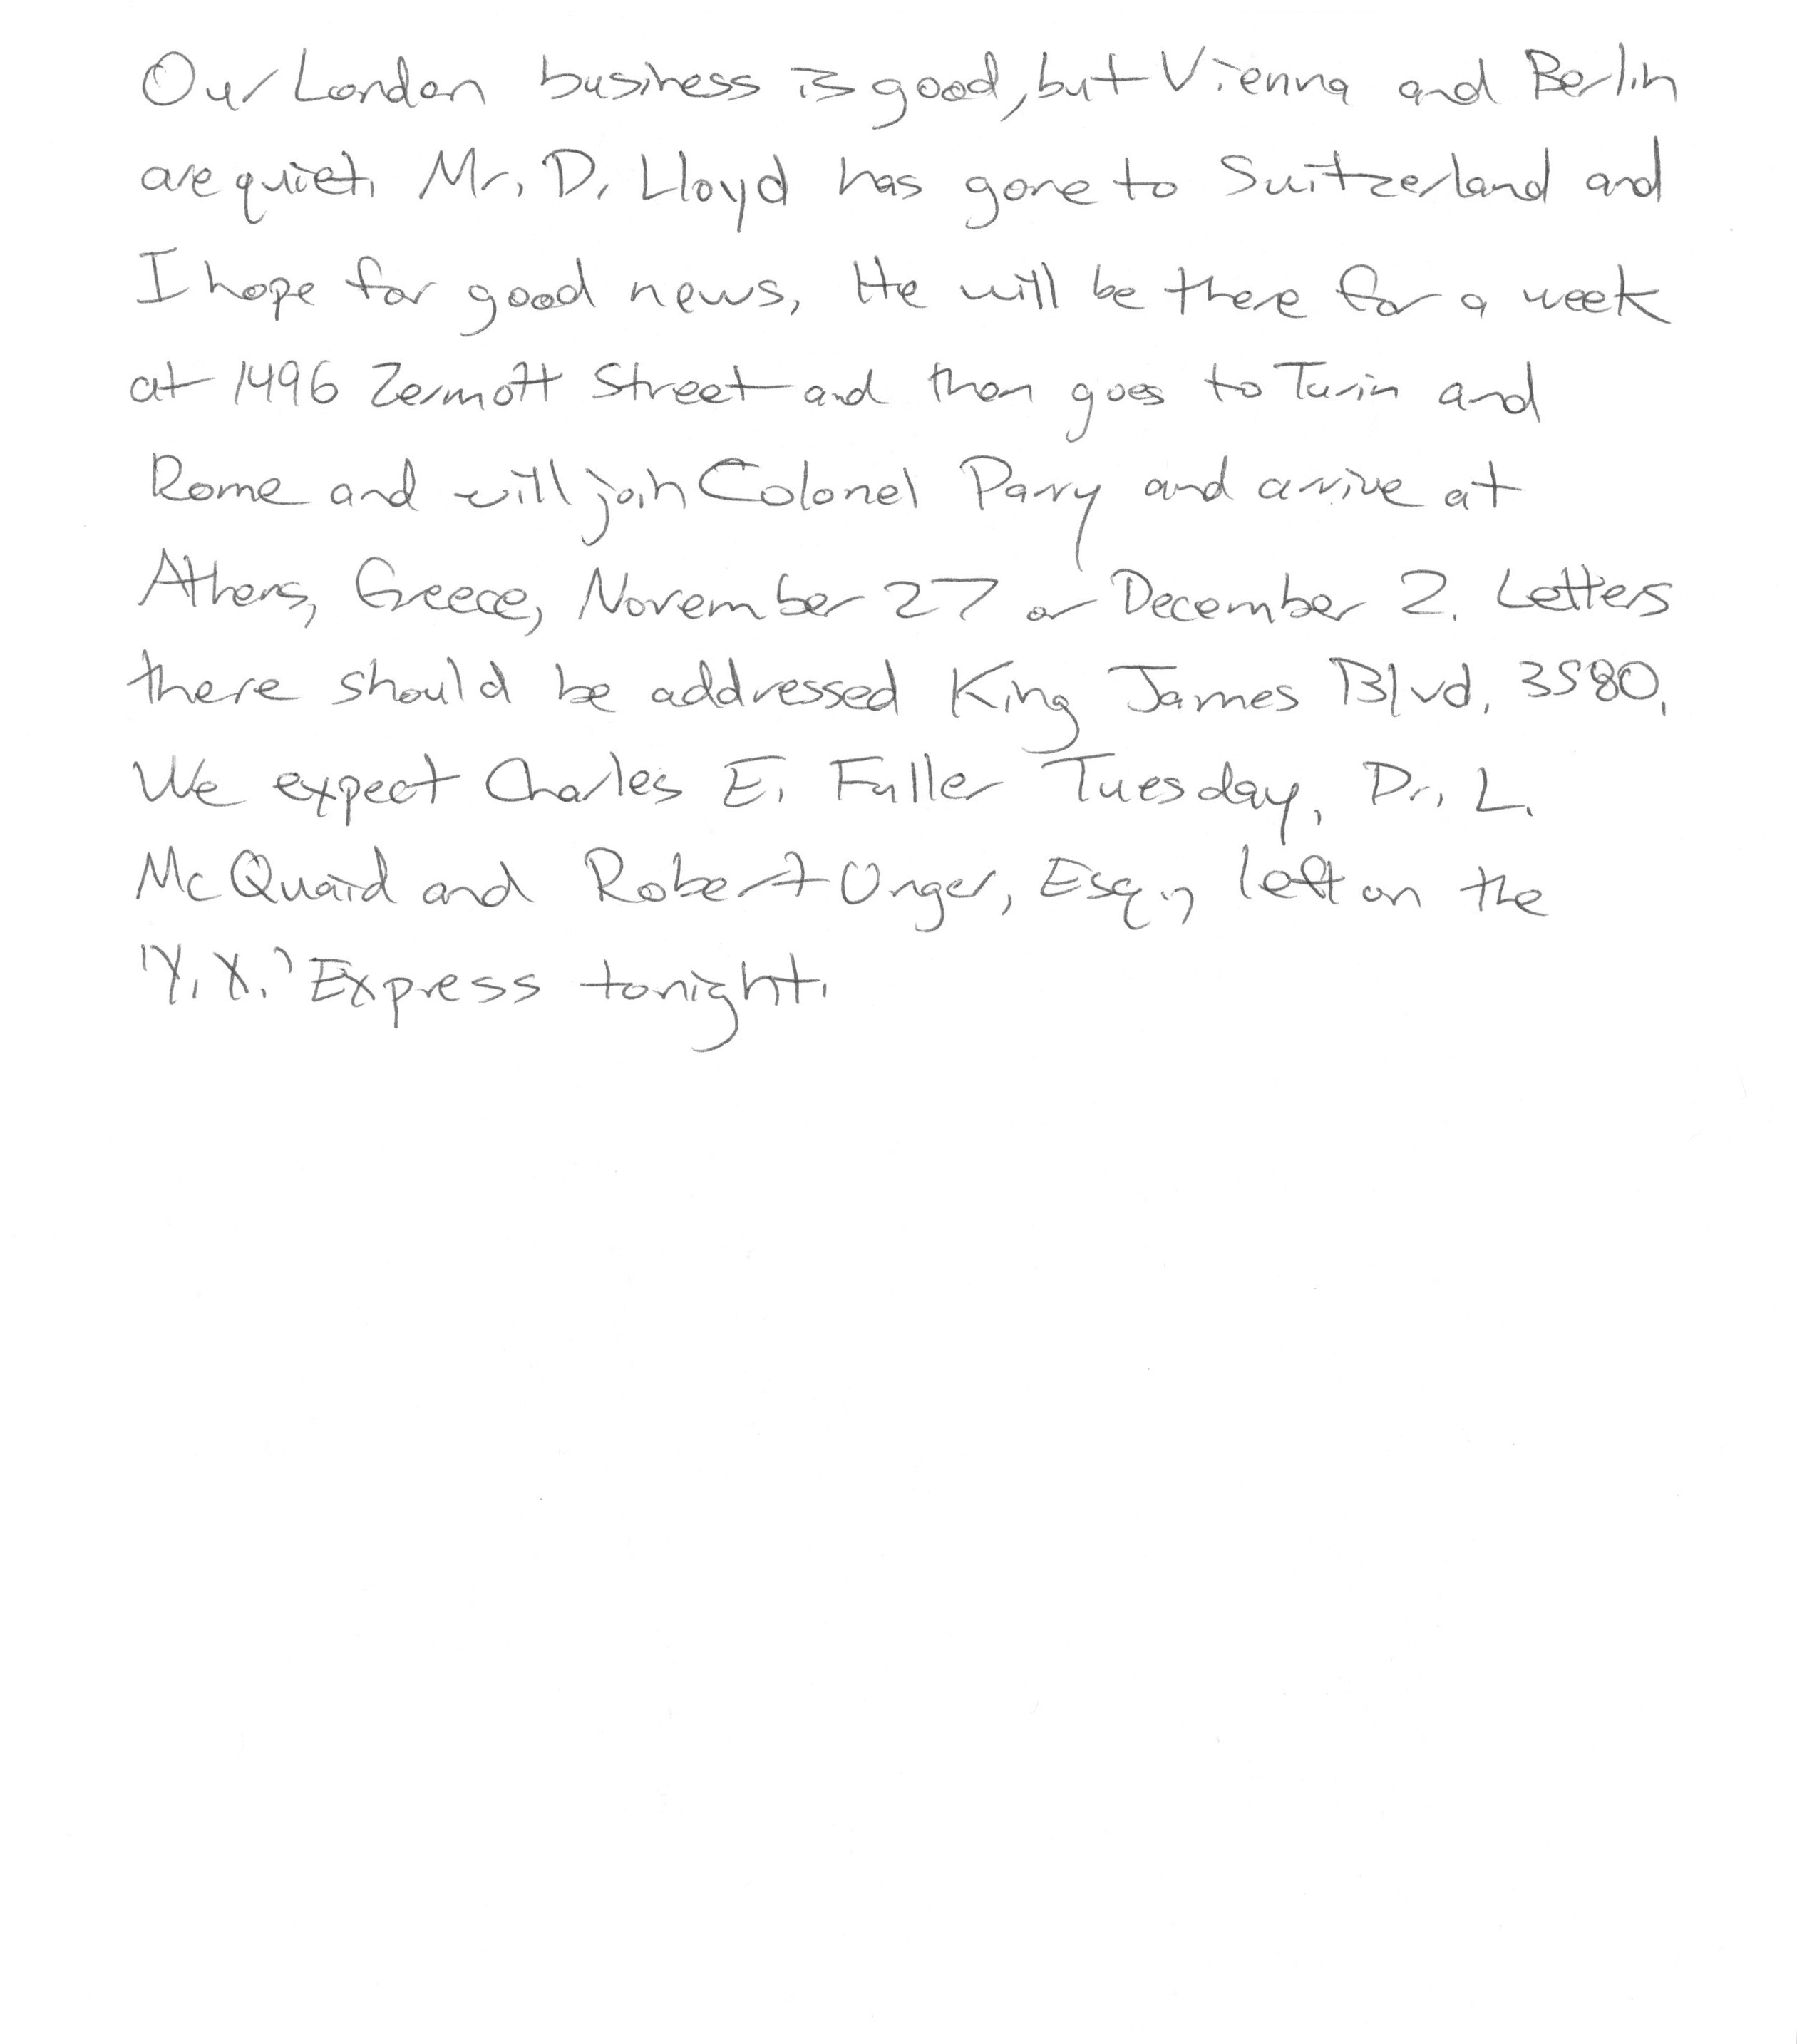 Our London business is good, but Vienna and Berlin
are quiet. Mr. D. Lloyd has gone to Switzerland and
I hope for good news. He will be there for a week
at 1496 Zermott Street and then goes to Turin and
Rome and will join Colonel Parry and arrive at
Athens, Greece, November 27 or December 2. Letters
there should be addressed King James Blvd. 3580.
We expect Charles E. Fuller Tuesday. Dr. L.
McQuaid and Robert Unger, Esq., left on the
'Y.X.' Express tonight.